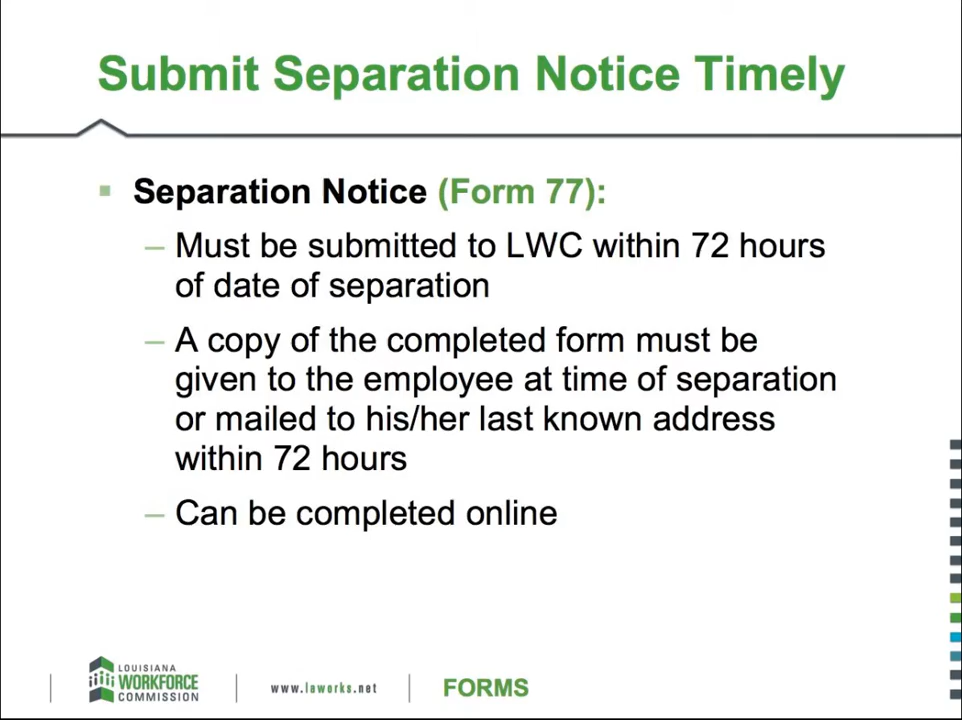 Submit Separation Notice Timely
Separation Notice (Form 77):
– Must be submitted to LWC within 72 hours
of date of separation
– A copy of the completed form must be
given to the employee at time of separation
or mailed to his/her last known address
within 72 hours
– Can be completed online
LOUISIANA
WORKFORCE
COMMISSION
www.laworks.net
FORMS